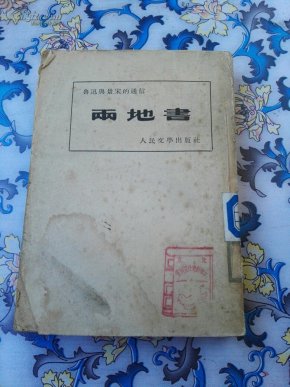 魯迅與景宋的通信
兩地書
人民文學出版社